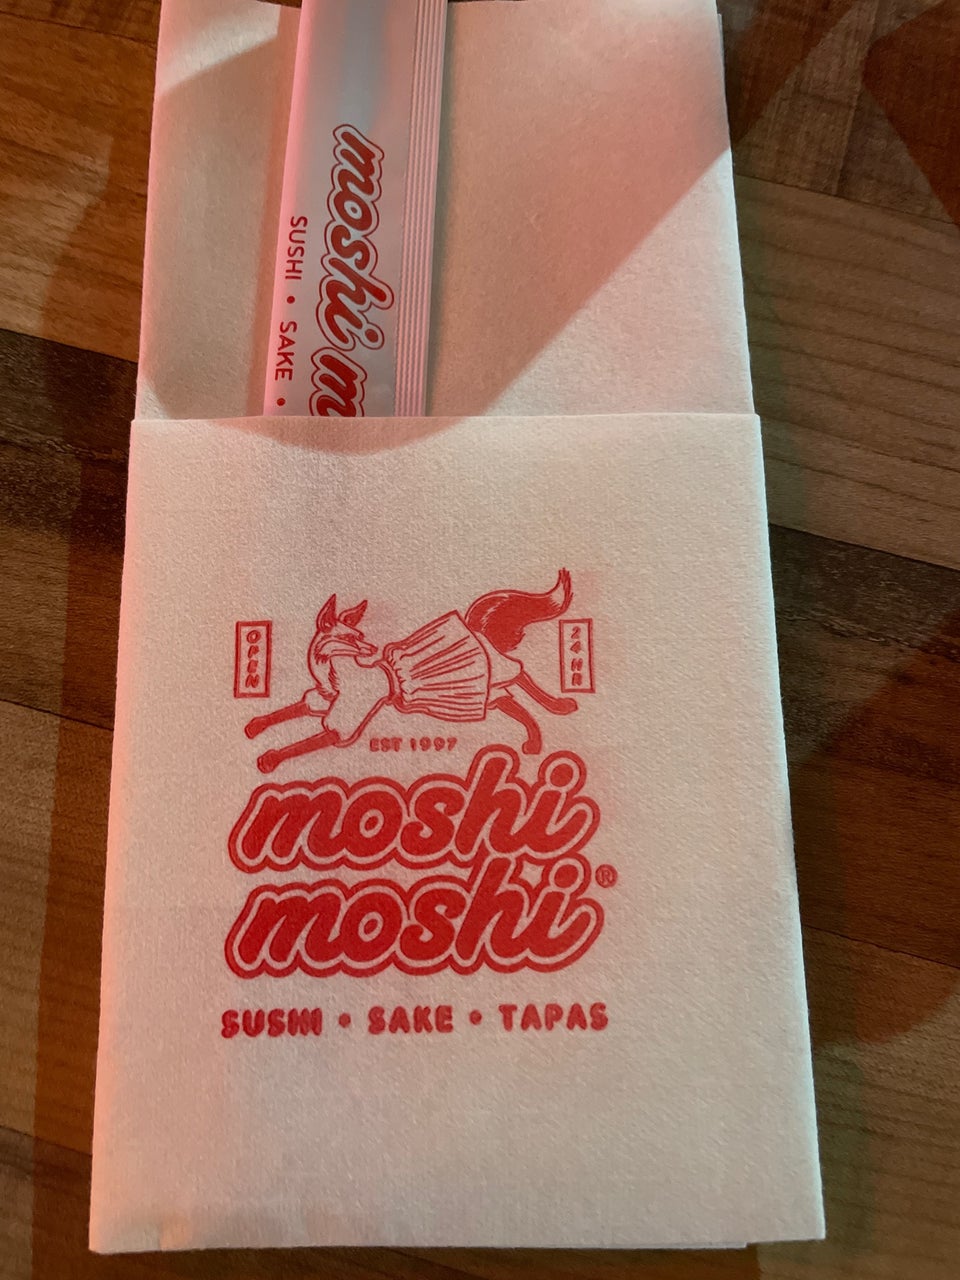 moshi m
SUSHI • SAKE •
OPEN
24HR
EST 1997
moshi
moshi®
SUSHI • SAKE • TAPAS